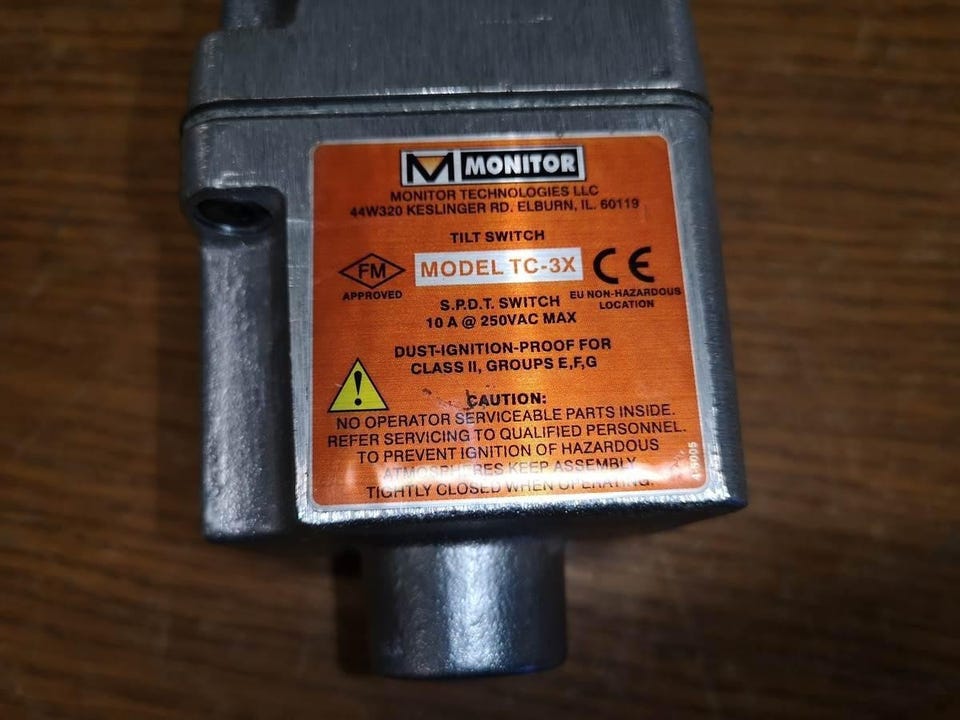 MONITOR
MONITOR TECHNOLOGIES LLC
44W320 KESLINGER RD. ELBURN, IL. 60119
TILT SWITCH
FM
APPROVED
MODEL TC-3X
CE
EU NON-HAZARDOUS
LOCATION
S.P.D.T. SWITCH
10 A @ 250VAC MAX
DUST-IGNITION-PROOF FOR
CLASS II, GROUPS E,F,G
!
CAUTION:
NO OPERATOR SERVICEABLE PARTS INSIDE.
REFER SERVICING TO QUALIFIED PERSONNEL.
TO PREVENT IGNITION OF HAZARDOUS
ATMOSPHERES KEEP ASSEMBLY
TIGHTLY CLOSED WHEN OPERATING.